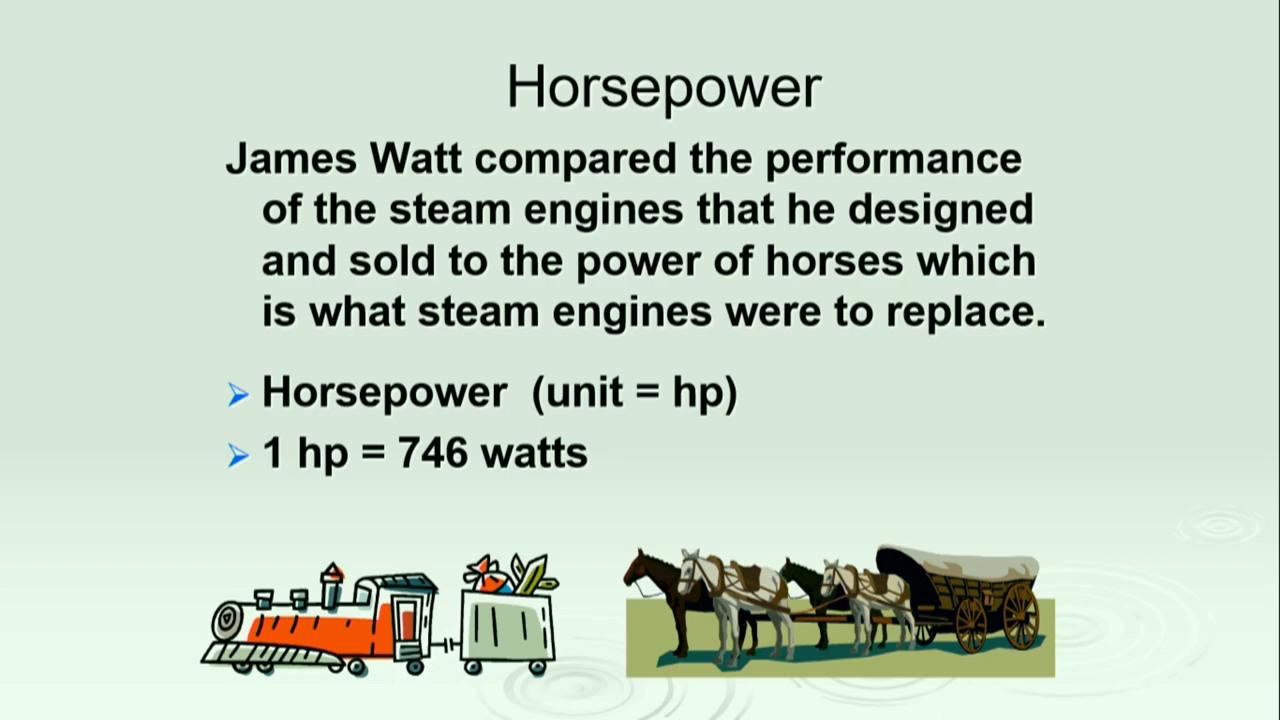 Horsepower
James Watt compared the performance
of the steam engines that he designed
and sold to the power of horses which
is what steam engines were to replace.
Horsepower (unit = hp)
1 hp = 746 watts